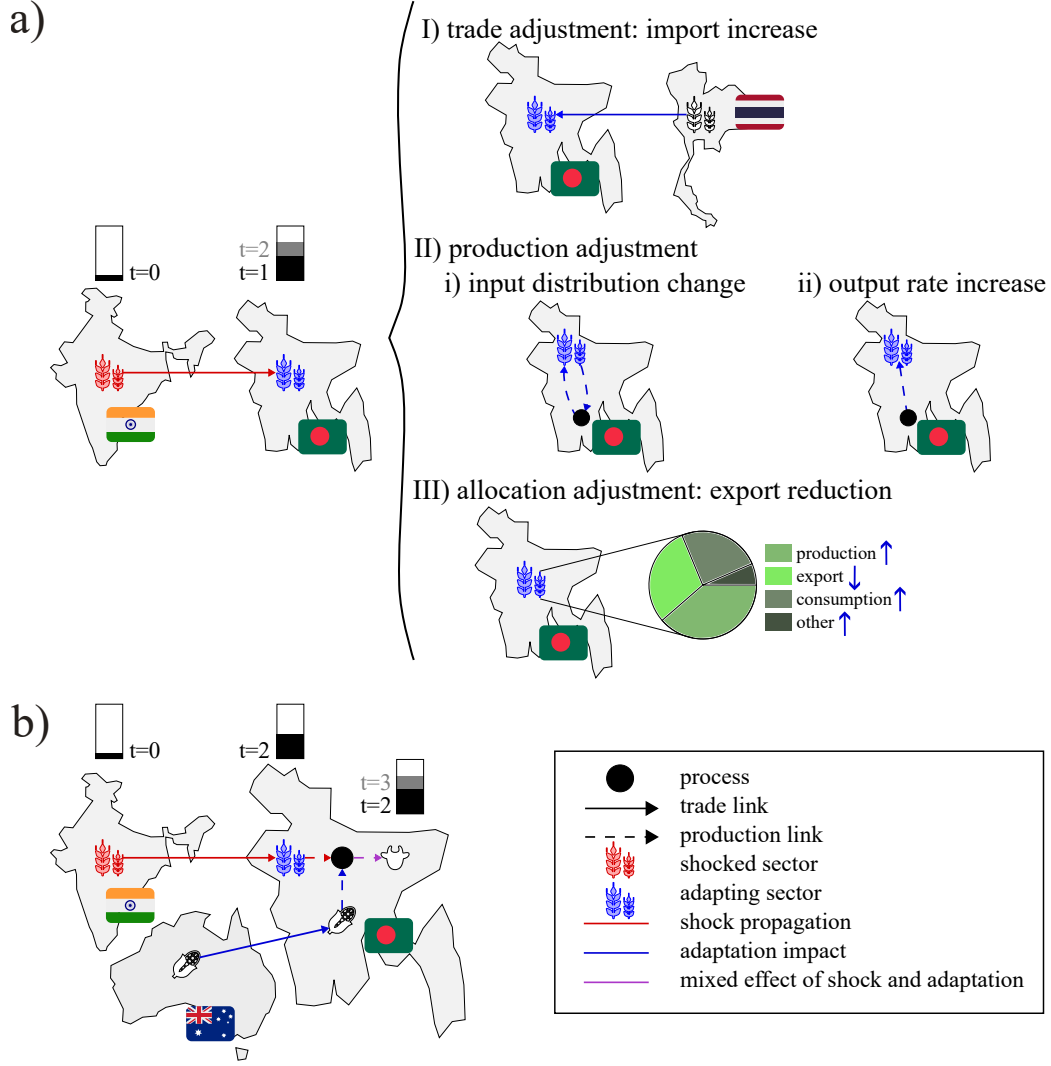 a)
I) trade adjustment: import increase
t=0
t=2
t=1
II) production adjustment
i) input distribution change
ii) output rate increase
III) allocation adjustment: export reduction
production
export
consumption
other
b)
t=0
t=2
t=3
t=2
process
trade link
production link
shocked sector
adapting sector
shock propagation
adaptation impact
mixed effect of shock and adaptation